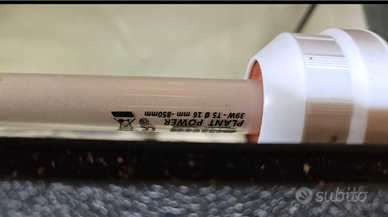 PLANT POWER
39W - T5 Ø 16 mm -850mm
subito